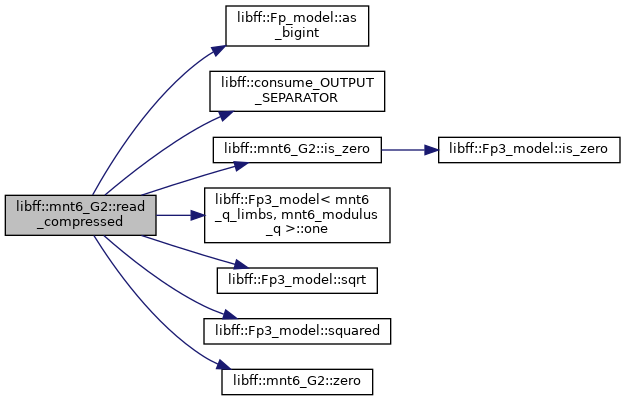 libff::Fp_model::as
_bigint
libff::consume_OUTPUT
_SEPARATOR
libff::mnt6_G2::is_zero
libff::Fp3_model::is_zero
libff::mnt6_G2::read
_compressed
libff::Fp3_model< mnt6
_q_limbs, mnt6_modulus
_q >::one
libff::Fp3_model::sqrt
libff::Fp3_model::squared
libff::mnt6_G2::zero